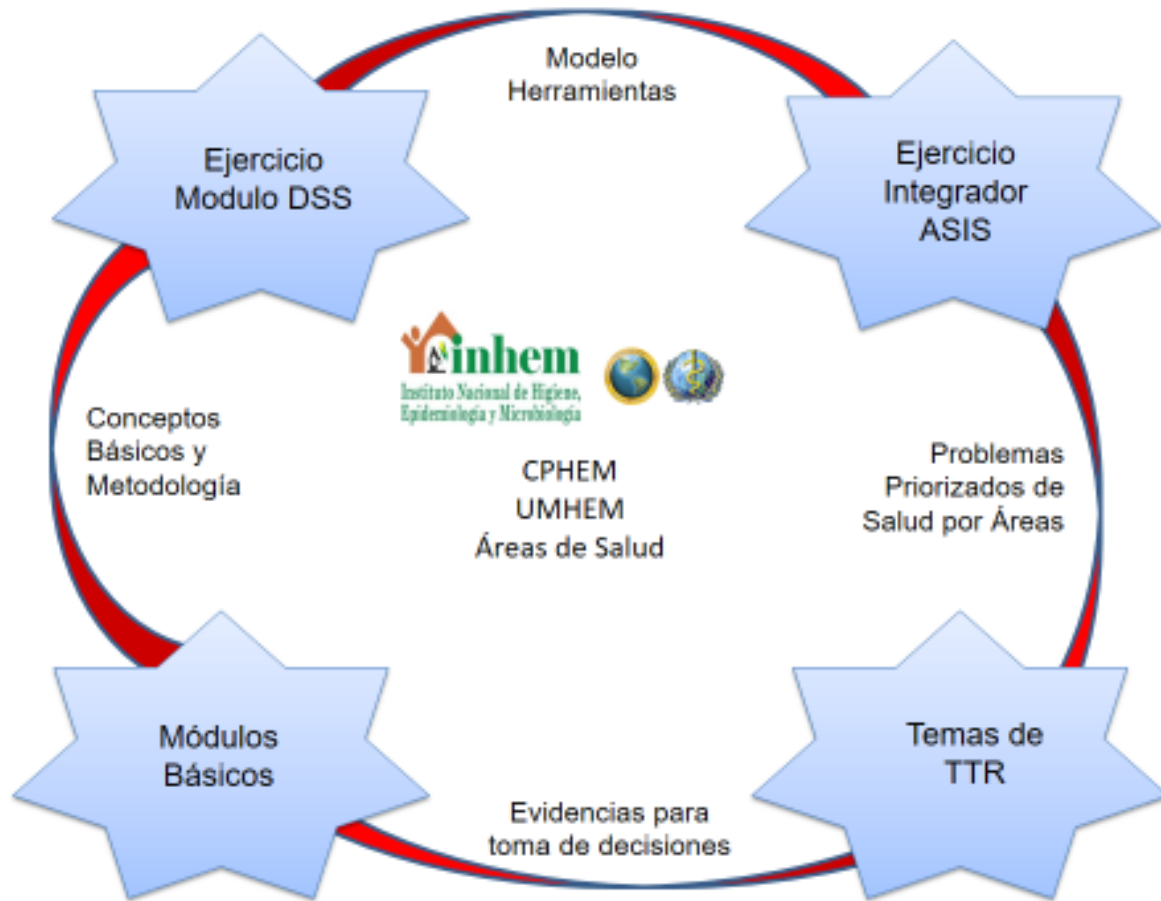 Modelo
Herramientas
Ejercicio
Modulo DSS
Ejercicio
Integrador
ASIS
inhem
Instituto Nacional de Higiene,
Epidemiología y Microbiología
Conceptos
Básicos y
Metodología
CPHEM
UMHEM
Áreas de Salud
Problemas
Priorizados de
Salud por Áreas
Módulos
Básicos
Temas de
TTR
Evidencias para
toma de decisiones